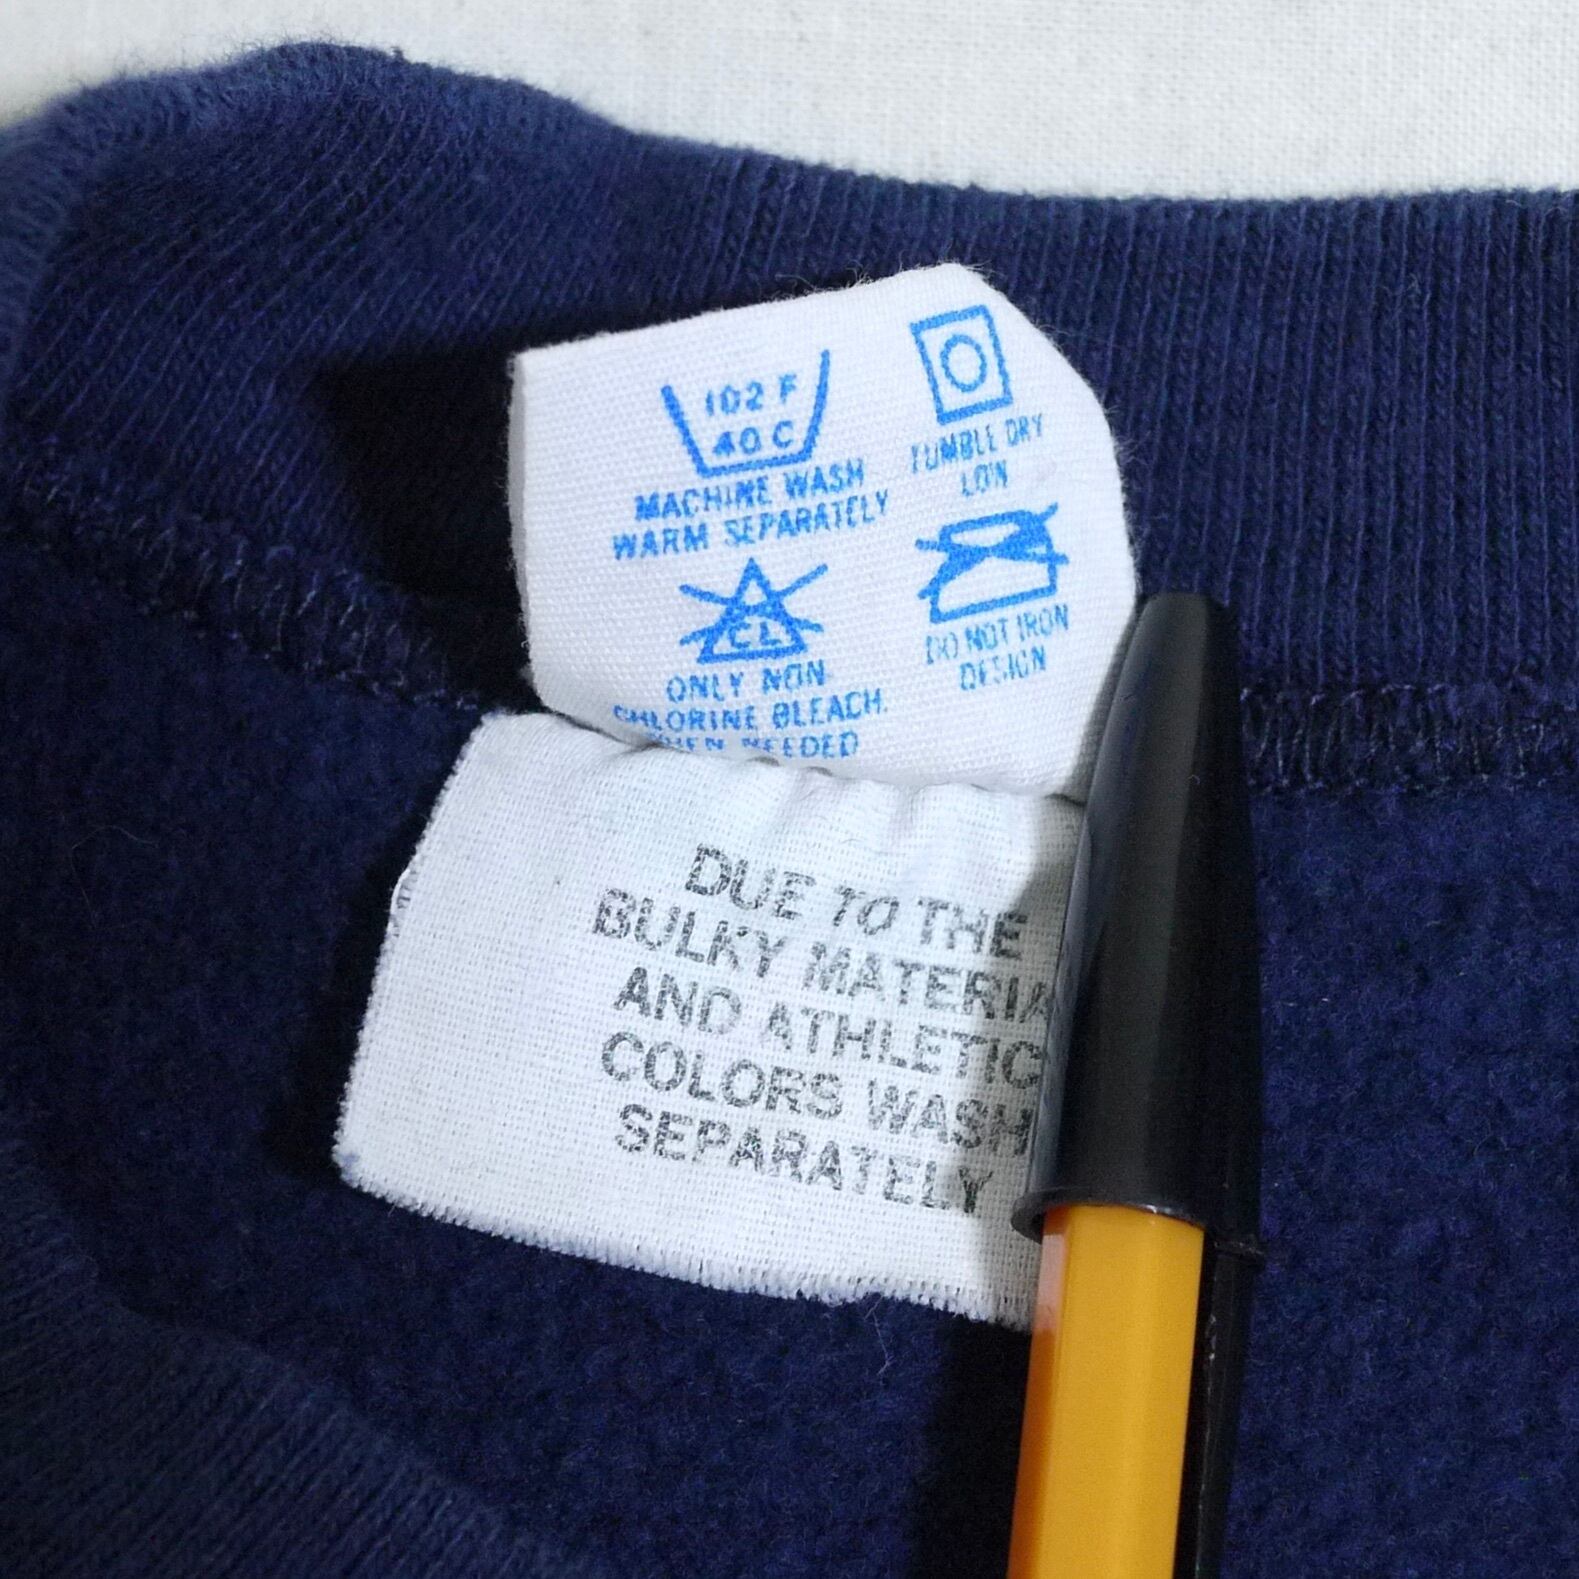 102 F
40 C
MACHINE WASH
WARM SEPARATELY
CL
ONLY NON
CHLORINE BLEACH
WHEN NEEDED
TUMBLE DRY
LOW
DO NOT IRON
DESIGN
DUE TO THE
BULKY MATERIA
AND ATHLETIC
COLORS WASH
SEPARATELY